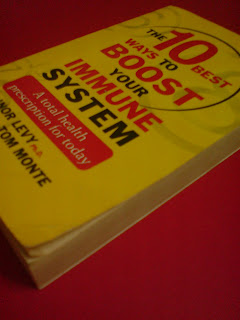 THE
10 BEST
WAYS TO
BOOST
YOUR
IMMUNE
SYSTEM
A total health
prescription for today
NOR LEVY Ph.D.
TOM MONTE